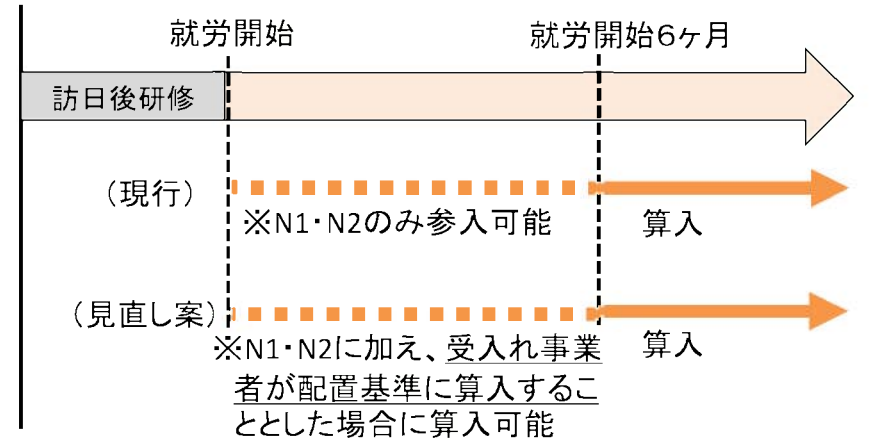 就労開始
就労開始6ヶ月
訪日後研修
（現行）
※N1・N2のみ参入可能
算入
（見直し案）
※N1・N2に加え、受入れ事業
者が配置基準に算入するこ
ととした場合に算入可能
算入